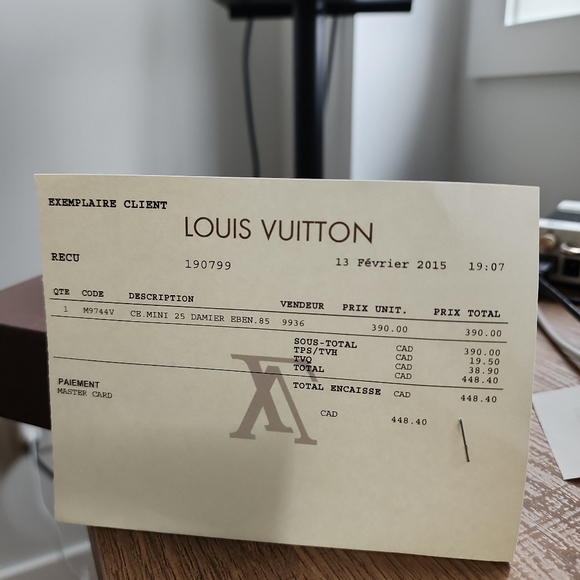 EXEMPLAIRE CLIENT
LOUIS VUITTON
RECU 190799 13 Février 2015 19:07
QTE CODE DESCRIPTION VENDEUR PRIX UNIT. PRIX TOTAL
1 M9744V CE.MINI 25 DAMIER EBEN.85 9936 390.00 390.00
SOUS-TOTAL CAD 390.00
TPS/TVH CAD 19.50
TVQ CAD 38.90
TOTAL CAD 448.40
PAIEMENT TOTAL ENCAISSE CAD 448.40
MASTER CARD CAD 448.40